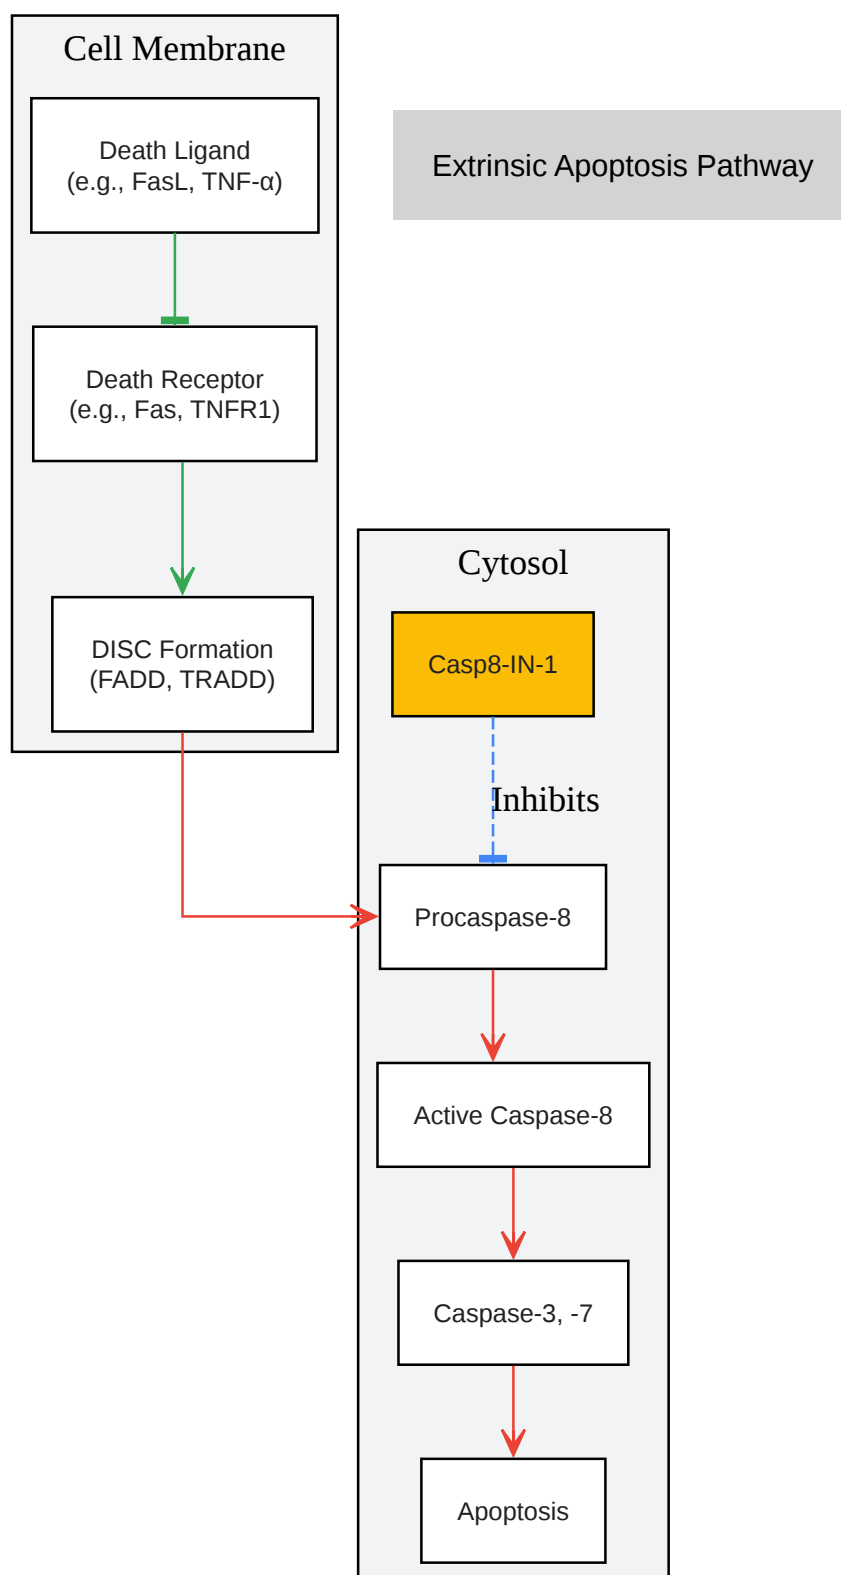 Cell Membrane
Death Ligand
(e.g., FasL, TNF-α)
Extrinsic Apoptosis Pathway
Death Receptor
(e.g., Fas, TNFR1)
DISC Formation
(FADD, TRADD)
Cytosol
Casp8-IN-1
Inhibits
Procaspase-8
Active Caspase-8
Caspase-3, -7
Apoptosis